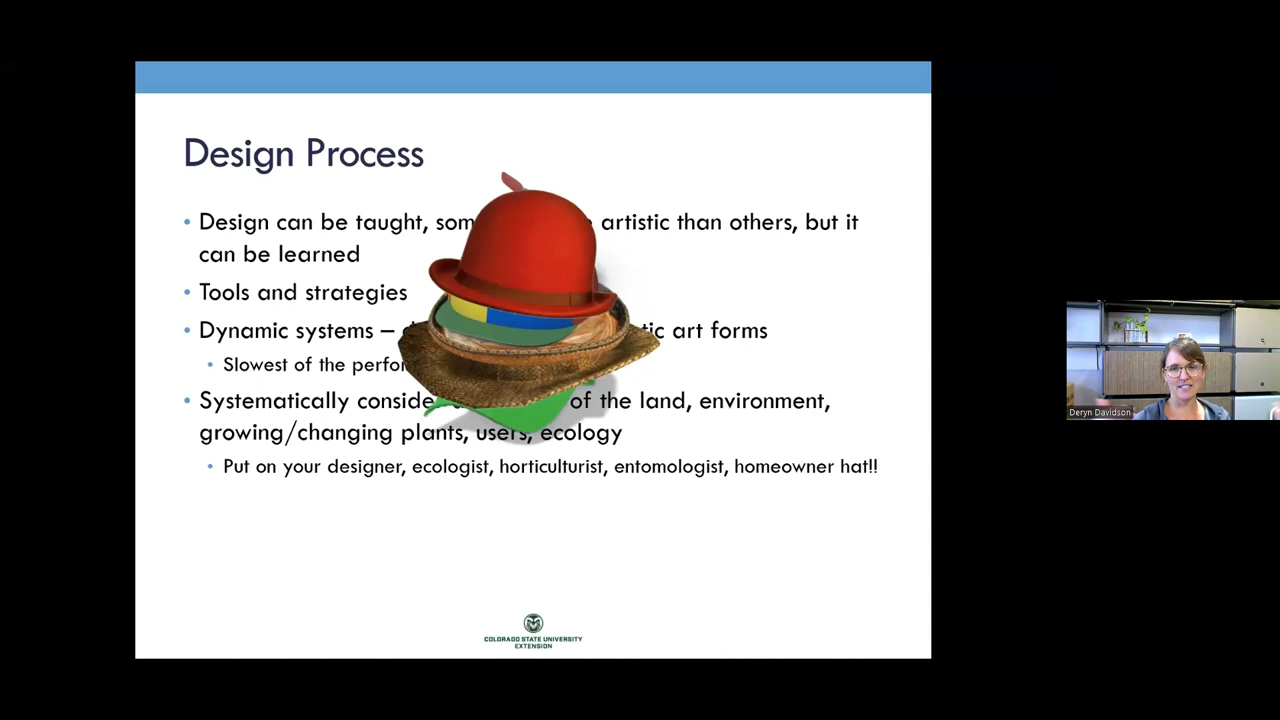 Design Process
• Design can be taught, som artistic than others, but it
can be learned
• Tools and strategies
• Dynamic systems – tic art forms
• Slowest of the perfor
• Systematically conside of the land, environment,
growing/changing plants, users, ecology
• Put on your designer, ecologist, horticulturist, entomologist, homeowner hat!!
COLORADO STATE UNIVERSITY
EXTENSION
Deryn Davidson